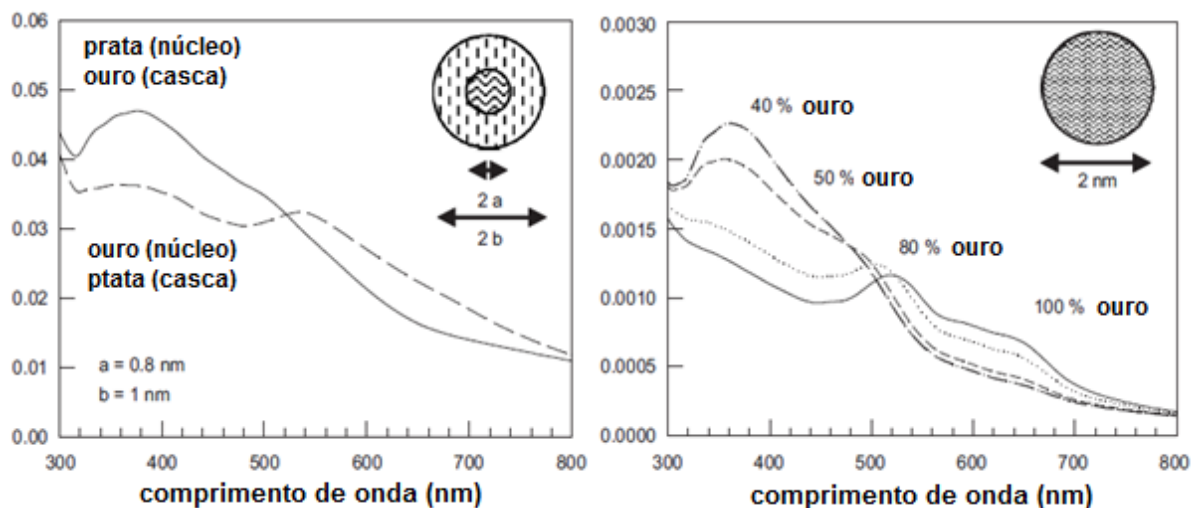 0.06
0.05
0.04
0.03
0.02
0.01
0.00
prata (núcleo)
ouro (casca)
2 a
2 b
ouro (núcleo)
ptata (casca)
a = 0.8 nm
b = 1 nm
300 400 500 600 700 800
comprimento de onda (nm)
0.0030
0.0025
0.0020
0.0015
0.0010
0.0005
0.0000
40 % ouro
50 % ouro
80 % ouro
100 % ouro
2 nm
300 400 500 600 700 800
comprimento de onda (nm)